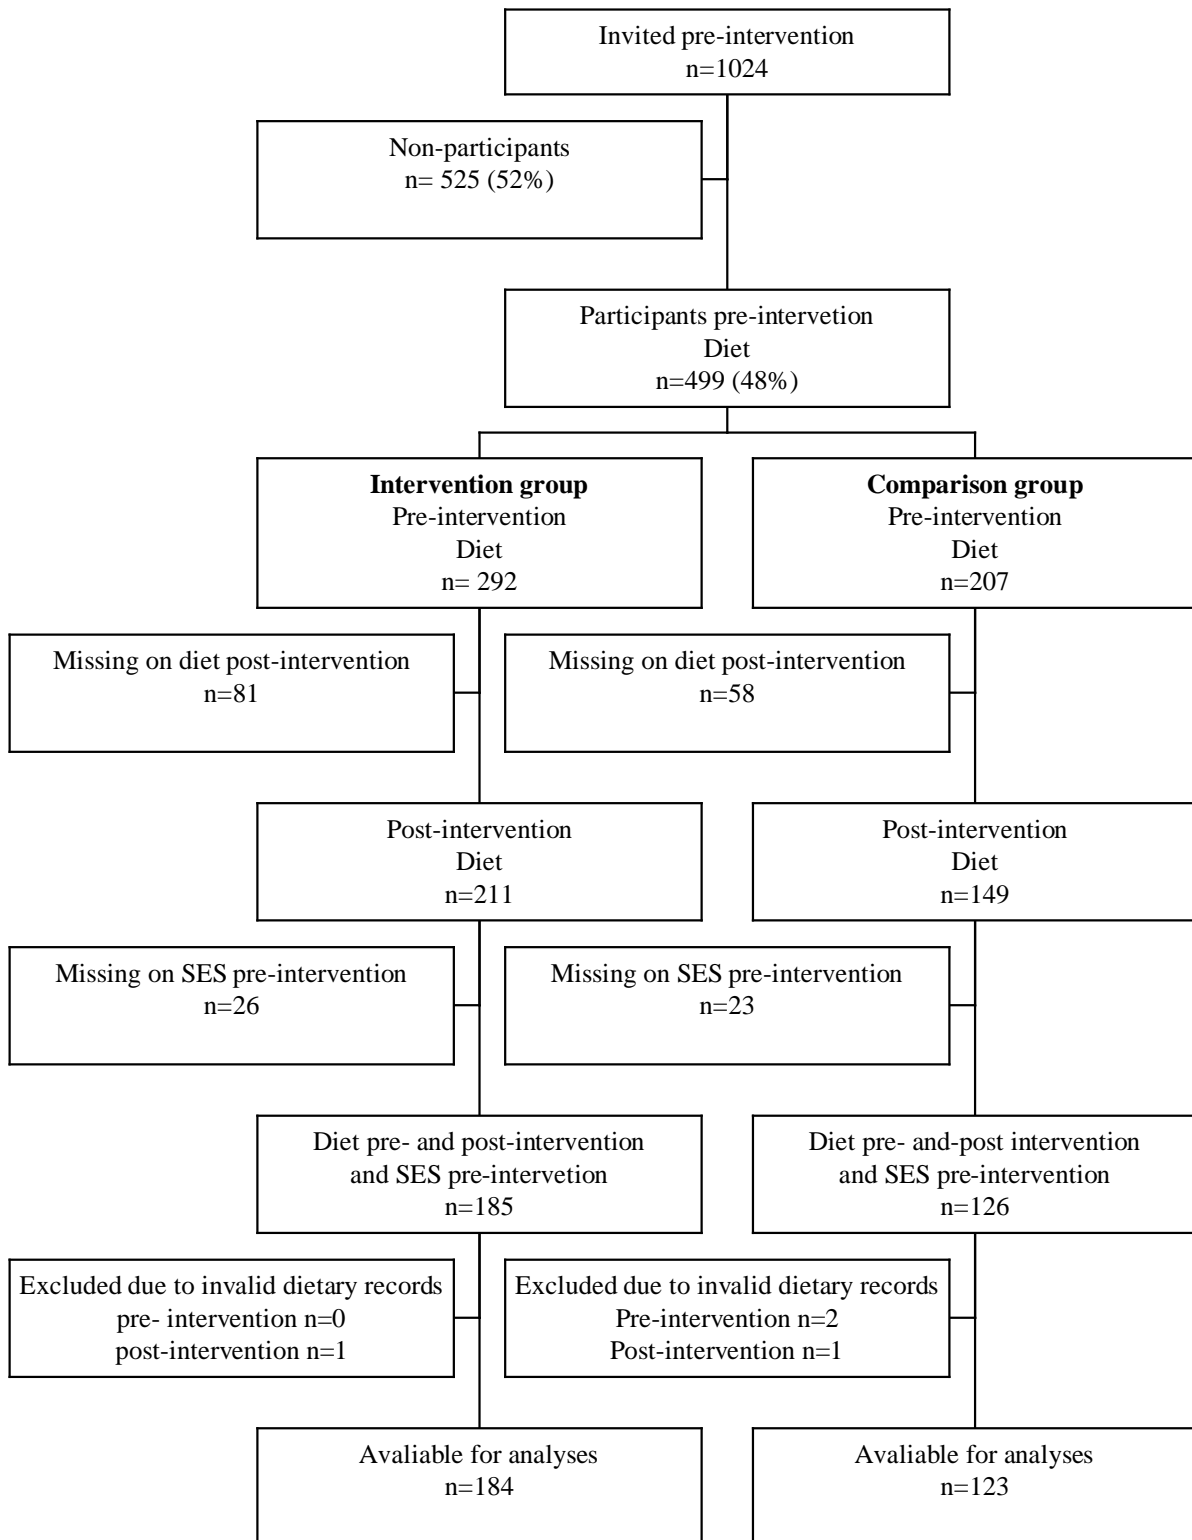 Invited pre-intervention
n=1024
Non-participants
n= 525 (52%)
Participants pre-intervetion
Diet
n=499 (48%)
Intervention group
Pre-intervention
Diet
n= 292
Comparison group
Pre-intervention
Diet
n=207
Missing on diet post-intervention
n=81
Missing on diet post-intervention
n=58
Post-intervention
Diet
n=211
Post-intervention
Diet
n=149
Missing on SES pre-intervention
n=26
Missing on SES pre-intervention
n=23
Diet pre- and post-intervention
and SES pre-intervetion
n=185
Diet pre- and-post intervention
and SES pre-intervention
n=126
Excluded due to invalid dietary records
pre- intervention n=0
post-intervention n=1
Excluded due to invalid dietary records
Pre-intervention n=2
Post-intervention n=1
Avaliable for analyses
n=184
Avaliable for analyses
n=123